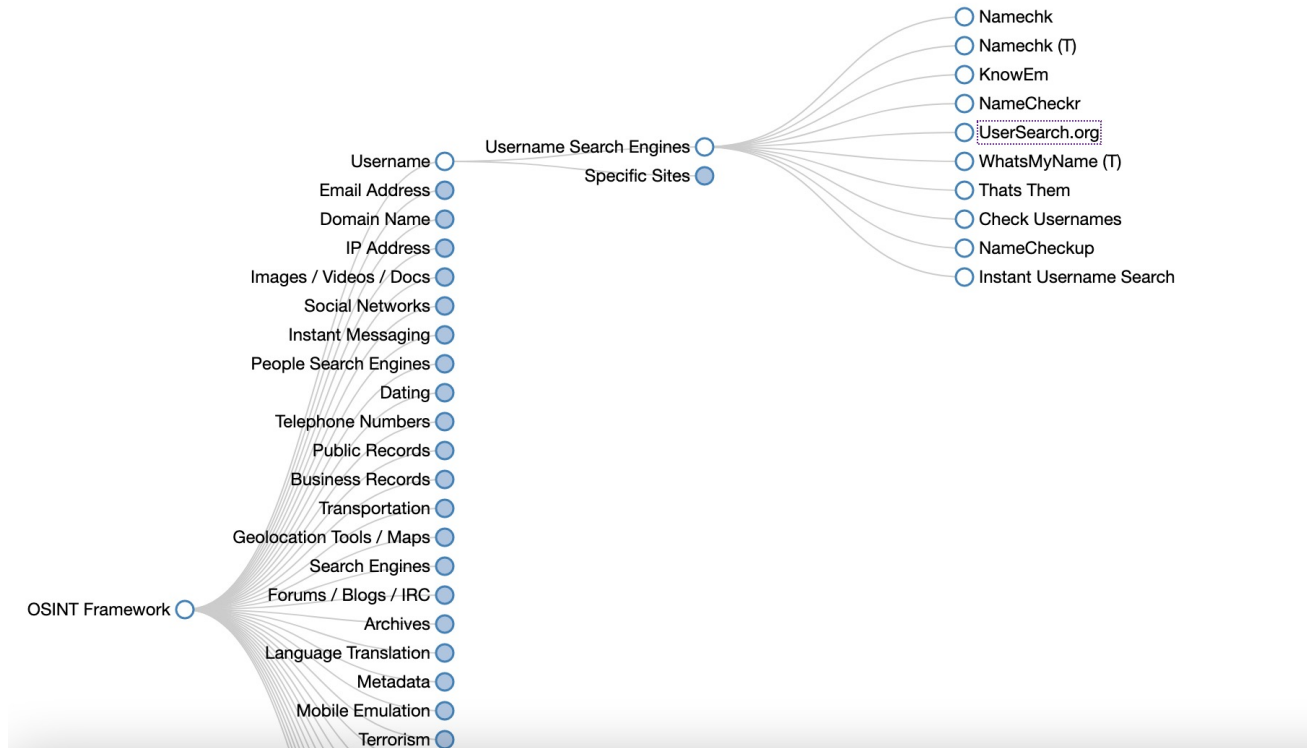 Namechk
Namechk (T)
KnowEm
NameCheckr
UserSearch.org
WhatsMyName (T)
Thats Them
Check Usernames
NameCheckup
Instant Username Search
Username Search Engines
Specific Sites
Username
Email Address
Domain Name
IP Address
Images / Videos / Docs
Social Networks
Instant Messaging
People Search Engines
Dating
Telephone Numbers
Public Records
Business Records
Transportation
Geolocation Tools / Maps
Search Engines
Forums / Blogs / IRC
Archives
Language Translation
Metadata
Mobile Emulation
Terrorism
OSINT Framework